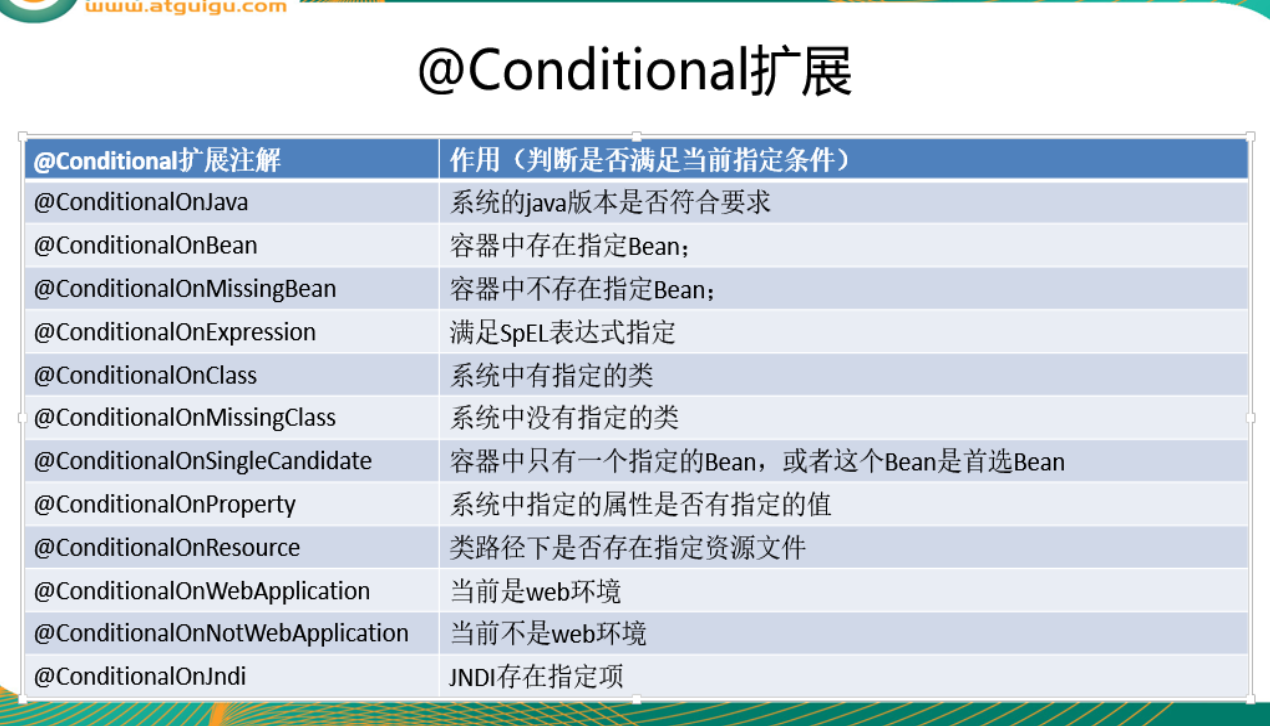 www.atguigu.com
@Conditional扩展
@Conditional扩展注解 作用（判断是否满足当前指定条件）
@ConditionalOnJava 系统的java版本是否符合要求
@ConditionalOnBean 容器中存在指定Bean；
@ConditionalOnMissingBean 容器中不存在指定Bean；
@ConditionalOnExpression 满足SpEL表达式指定
@ConditionalOnClass 系统中有指定的类
@ConditionalOnMissingClass 系统中没有指定的类
@ConditionalOnSingleCandidate 容器中只有一个指定的Bean，或者这个Bean是首选Bean
@ConditionalOnProperty 系统中指定的属性是否有指定的值
@ConditionalOnResource 类路径下是否存在指定资源文件
@ConditionalOnWebApplication 当前是web环境
@ConditionalOnNotWebApplication 当前不是web环境
@ConditionalOnJndi JNDI存在指定项